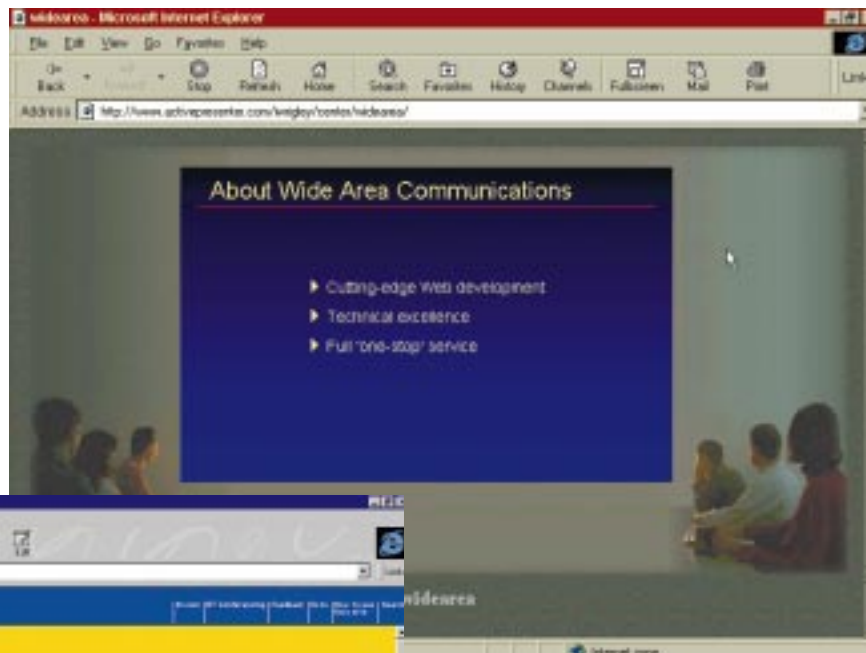 widearea - Microsoft Internet Explorer
File Edit View Go Favorites Help
Back Forward Stop Refresh Home Search Favorites History Channels Fullscreen Mail Print
Address http://www.activepresenter.com/wrigley/center/widearea/
About Wide Area Communications
Cutting-edge Web development
Technical excellence
Full 'one-stop' service
widearea
Internet zone